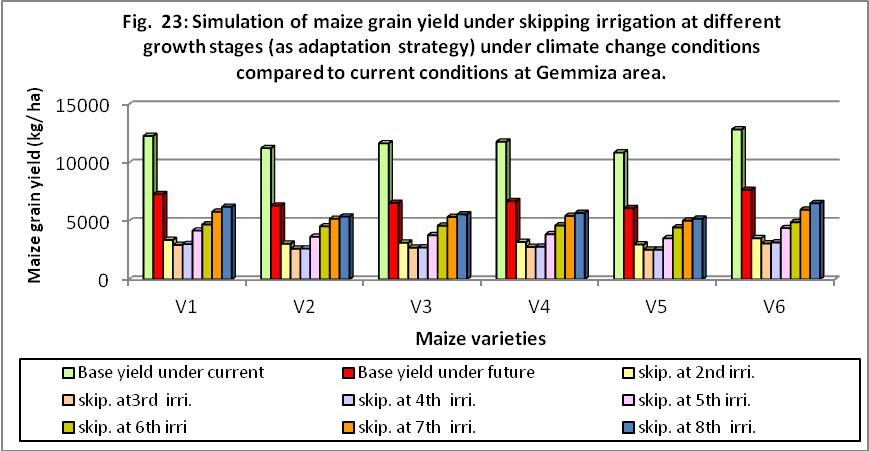 Fig. 23: Simulation of maize grain yield under skipping irrigation at different
growth stages (as adaptation strategy) under climate change conditions
compared to current conditions at Gemmiza area.
Maize grain yield (kg/ ha)
15000
10000
5000
0
V1 V2 V3 V4 V5 V6
Maize varieties
Base yield under current Base yield under future skip. at 2nd irri.
skip. at3rd irri. skip. at 4th irri. skip. at 5th irri.
skip. at 6th irri skip. at 7th irri. skip. at 8th irri.